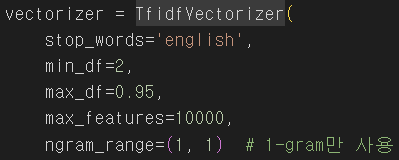 vectorizer = TfidfVectorizer(
    stop_words='english',
    min_df=2,
    max_df=0.95,
    max_features=10000,
    ngram_range=(1, 1)  # 1-gram만 사용